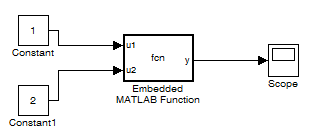 1
Constant
2
Constant1
u1
u2
fcn
y
Embedded
MATLAB Function
Scope